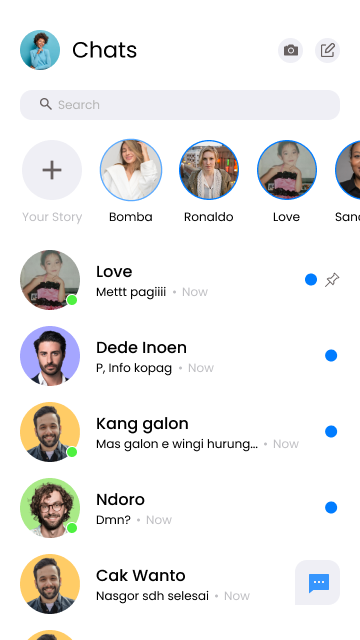 Chats
Search
Your Story
Bomba
Ronaldo
Love
Sand
Love
Mettt pagiiii • Now
Dede Inoen
P, Info kopag • Now
Kang galon
Mas galon e wingi hurung... • Now
Ndoro
Dmn? • Now
Cak Wanto
Nasgor sdh selesai • Now